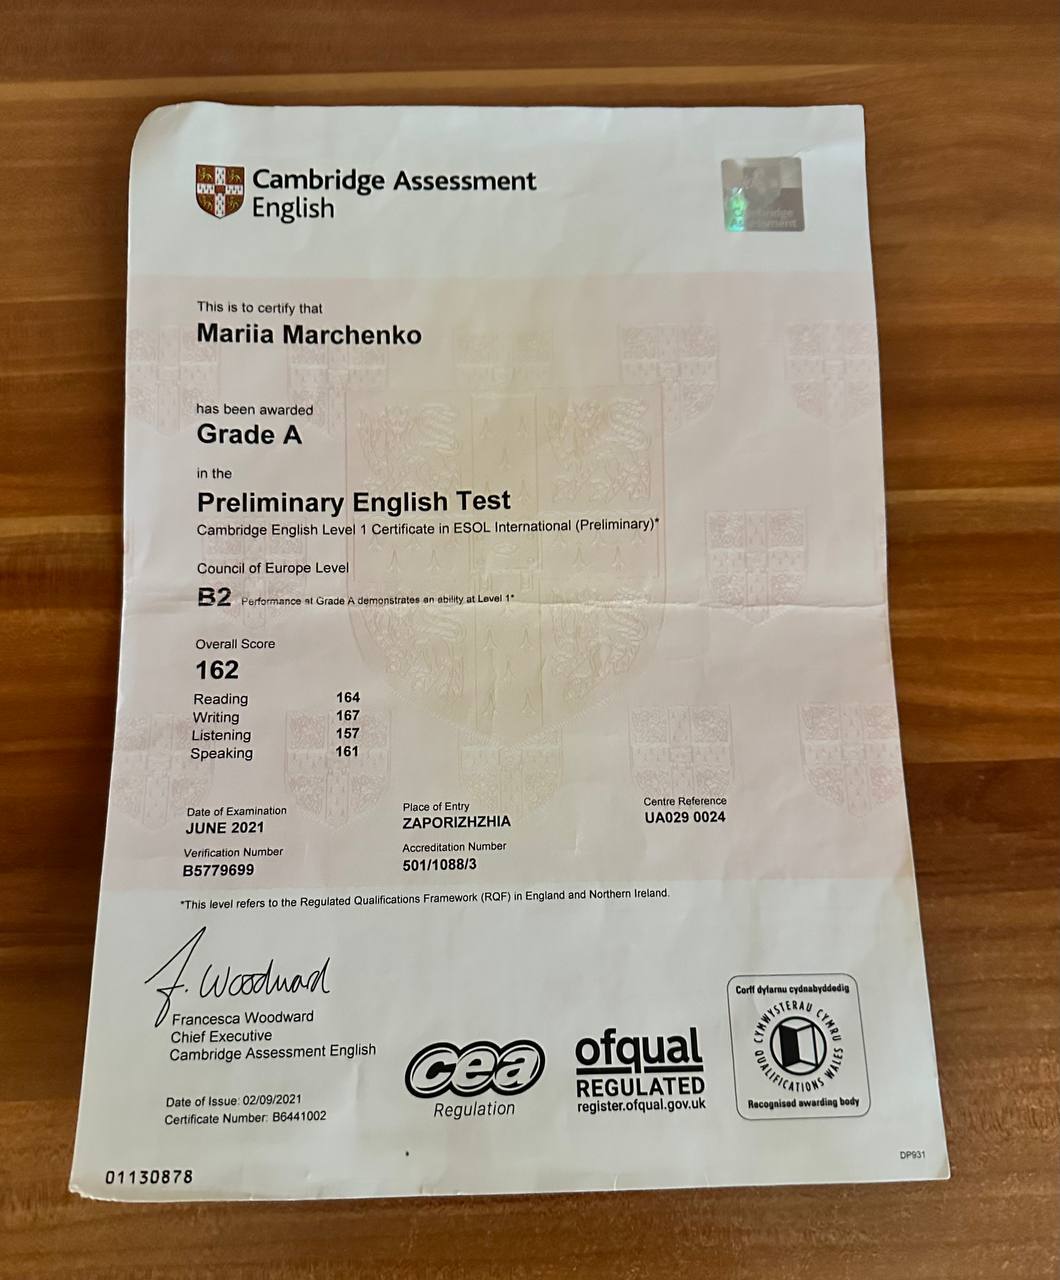 Cambridge Assessment
English
This is to certify that
Mariia Marchenko
has been awarded
Grade A
in the
Preliminary English Test
Cambridge English Level 1 Certificate in ESOL International (Preliminary)*
Council of Europe Level
B2 Performance at Grade A demonstrates an ability at Level 1*
Overall Score
162
Reading 164
Writing 167
Listening 157
Speaking 161
Date of Examination Place of Entry Centre Reference
JUNE 2021 ZAPORIZHZHIA UA029 0024
Verification Number Accreditation Number
B5779699 501/1088/3
*This level refers to the Regulated Qualifications Framework (RQF) in England and Northern Ireland.
F. Woodward
Francesca Woodward
Chief Executive
Cambridge Assessment English
Date of Issue: 02/09/2021
Certificate Number: B6441002
cea
Regulation
ofqual
REGULATED
register.ofqual.gov.uk
Corff dyfarnu cydnabyddedig
CYMWYSTERAU CYMRU
QUALIFICATIONS WALES
Recognised awarding body
DP931
01130878